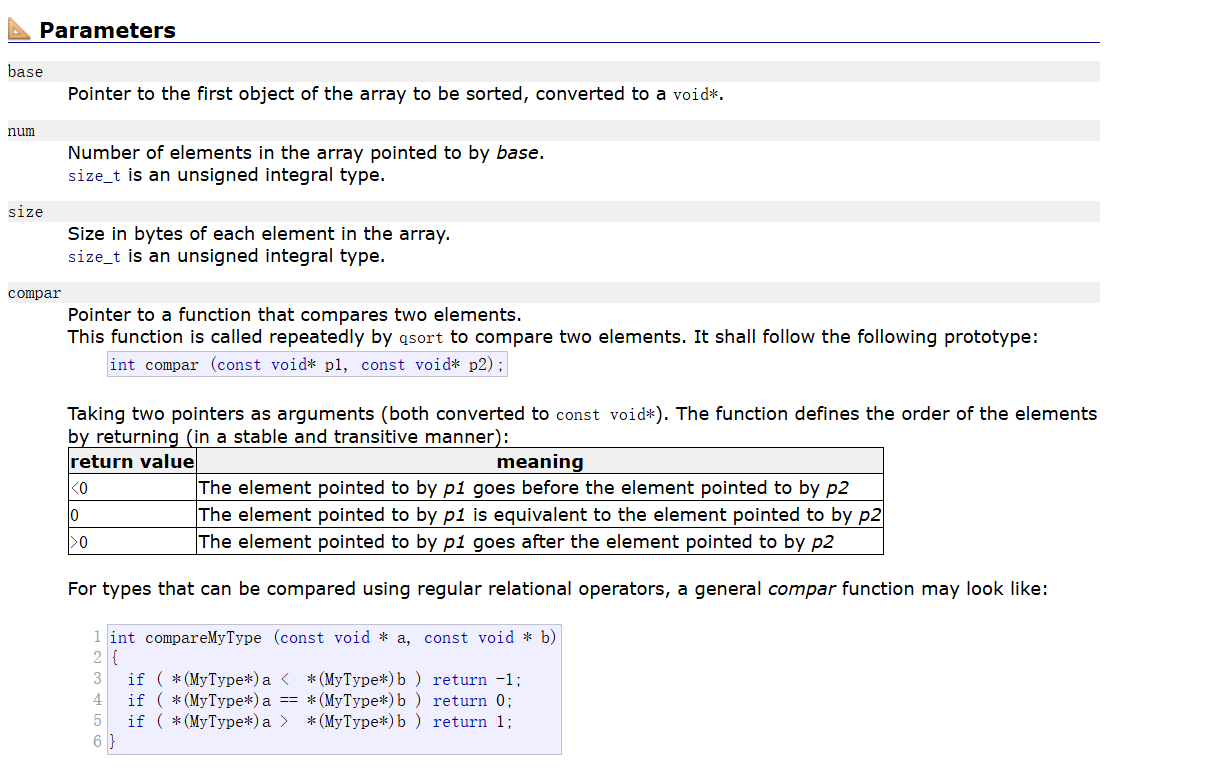 Parameters
base
Pointer to the first object of the array to be sorted, converted to a void*.
num
Number of elements in the array pointed to by base.
size_t is an unsigned integral type.
size
Size in bytes of each element in the array.
size_t is an unsigned integral type.
compar
Pointer to a function that compares two elements.
This function is called repeatedly by qsort to compare two elements. It shall follow the following prototype:
int compar (const void* p1, const void* p2);
Taking two pointers as arguments (both converted to const void*). The function defines the order of the elements
by returning (in a stable and transitive manner):
return value meaning
<0 The element pointed to by p1 goes before the element pointed to by p2
0 The element pointed to by p1 is equivalent to the element pointed to by p2
>0 The element pointed to by p1 goes after the element pointed to by p2
For types that can be compared using regular relational operators, a general compar function may look like:
1 int compareMyType (const void * a, const void * b)
2 {
3   if ( *(MyType*)a <  *(MyType*)b ) return -1;
4   if ( *(MyType*)a == *(MyType*)b ) return 0;
5   if ( *(MyType*)a >  *(MyType*)b ) return 1;
6 }